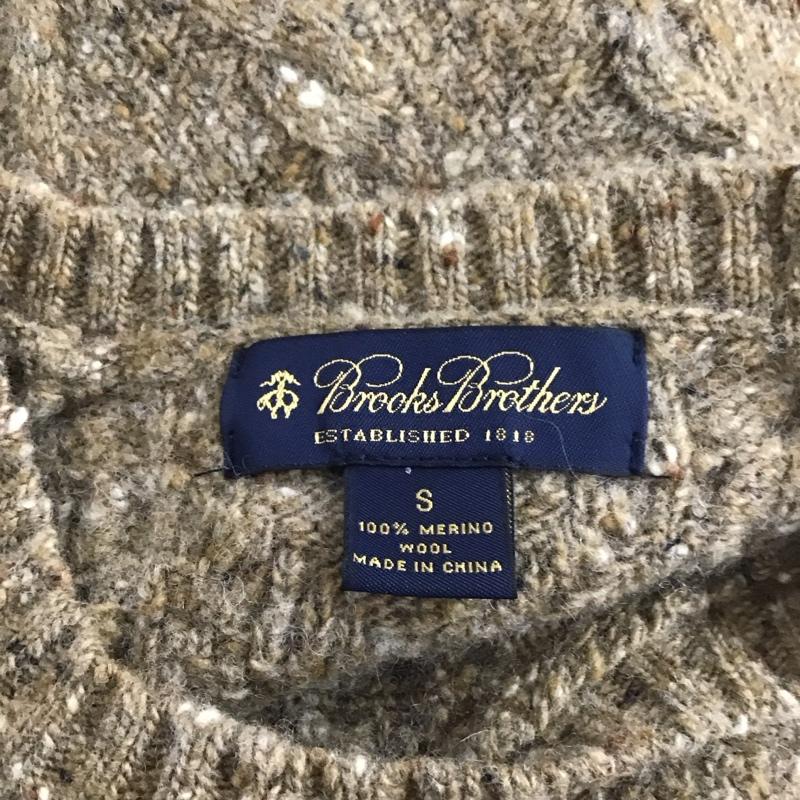 Brooks Brothers
ESTABLISHED 1818
S
100% MERINO
WOOL
MADE IN CHINA